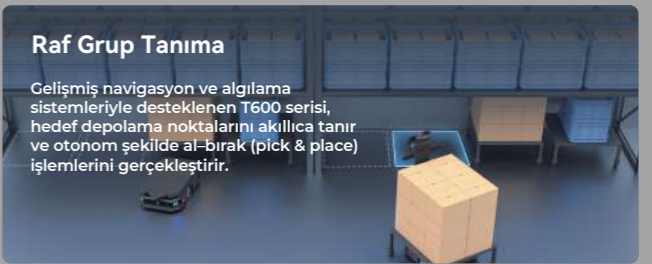 Raf Grup Tanıma
Gelişmiş navigasyon ve algılama
sistemleriyle desteklenen T600 serisi,
hedef depolama noktalarını akıllıca tanır
ve otonom şekilde al–bırak (pick & place)
işlemlerini gerçekleştirir.